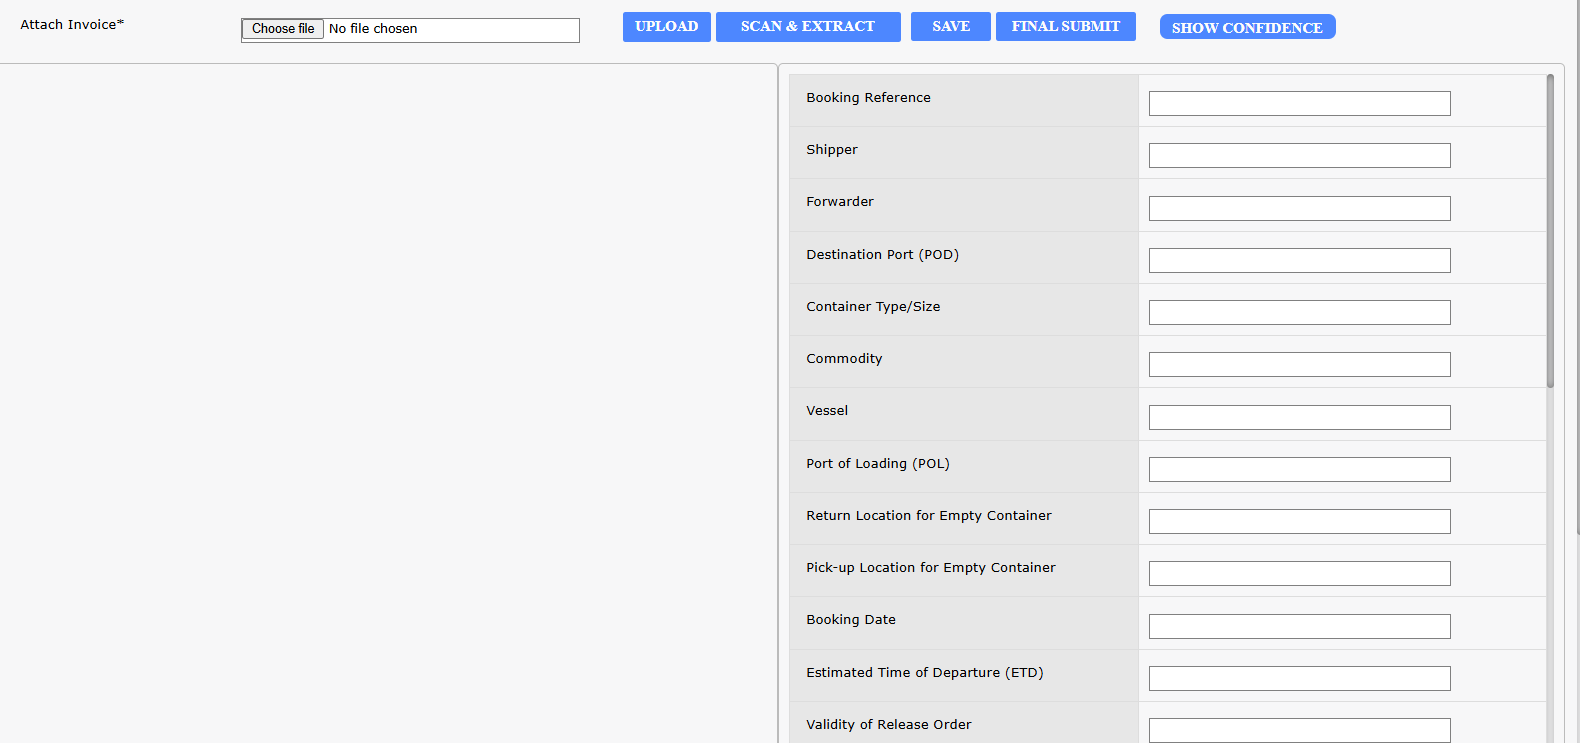 Attach Invoice*
Choose file No file chosen
UPLOAD
SCAN & EXTRACT
SAVE
FINAL SUBMIT
SHOW CONFIDENCE
Booking Reference
Shipper
Forwarder
Destination Port (POD)
Container Type/Size
Commodity
Vessel
Port of Loading (POL)
Return Location for Empty Container
Pick-up Location for Empty Container
Booking Date
Estimated Time of Departure (ETD)
Validity of Release Order